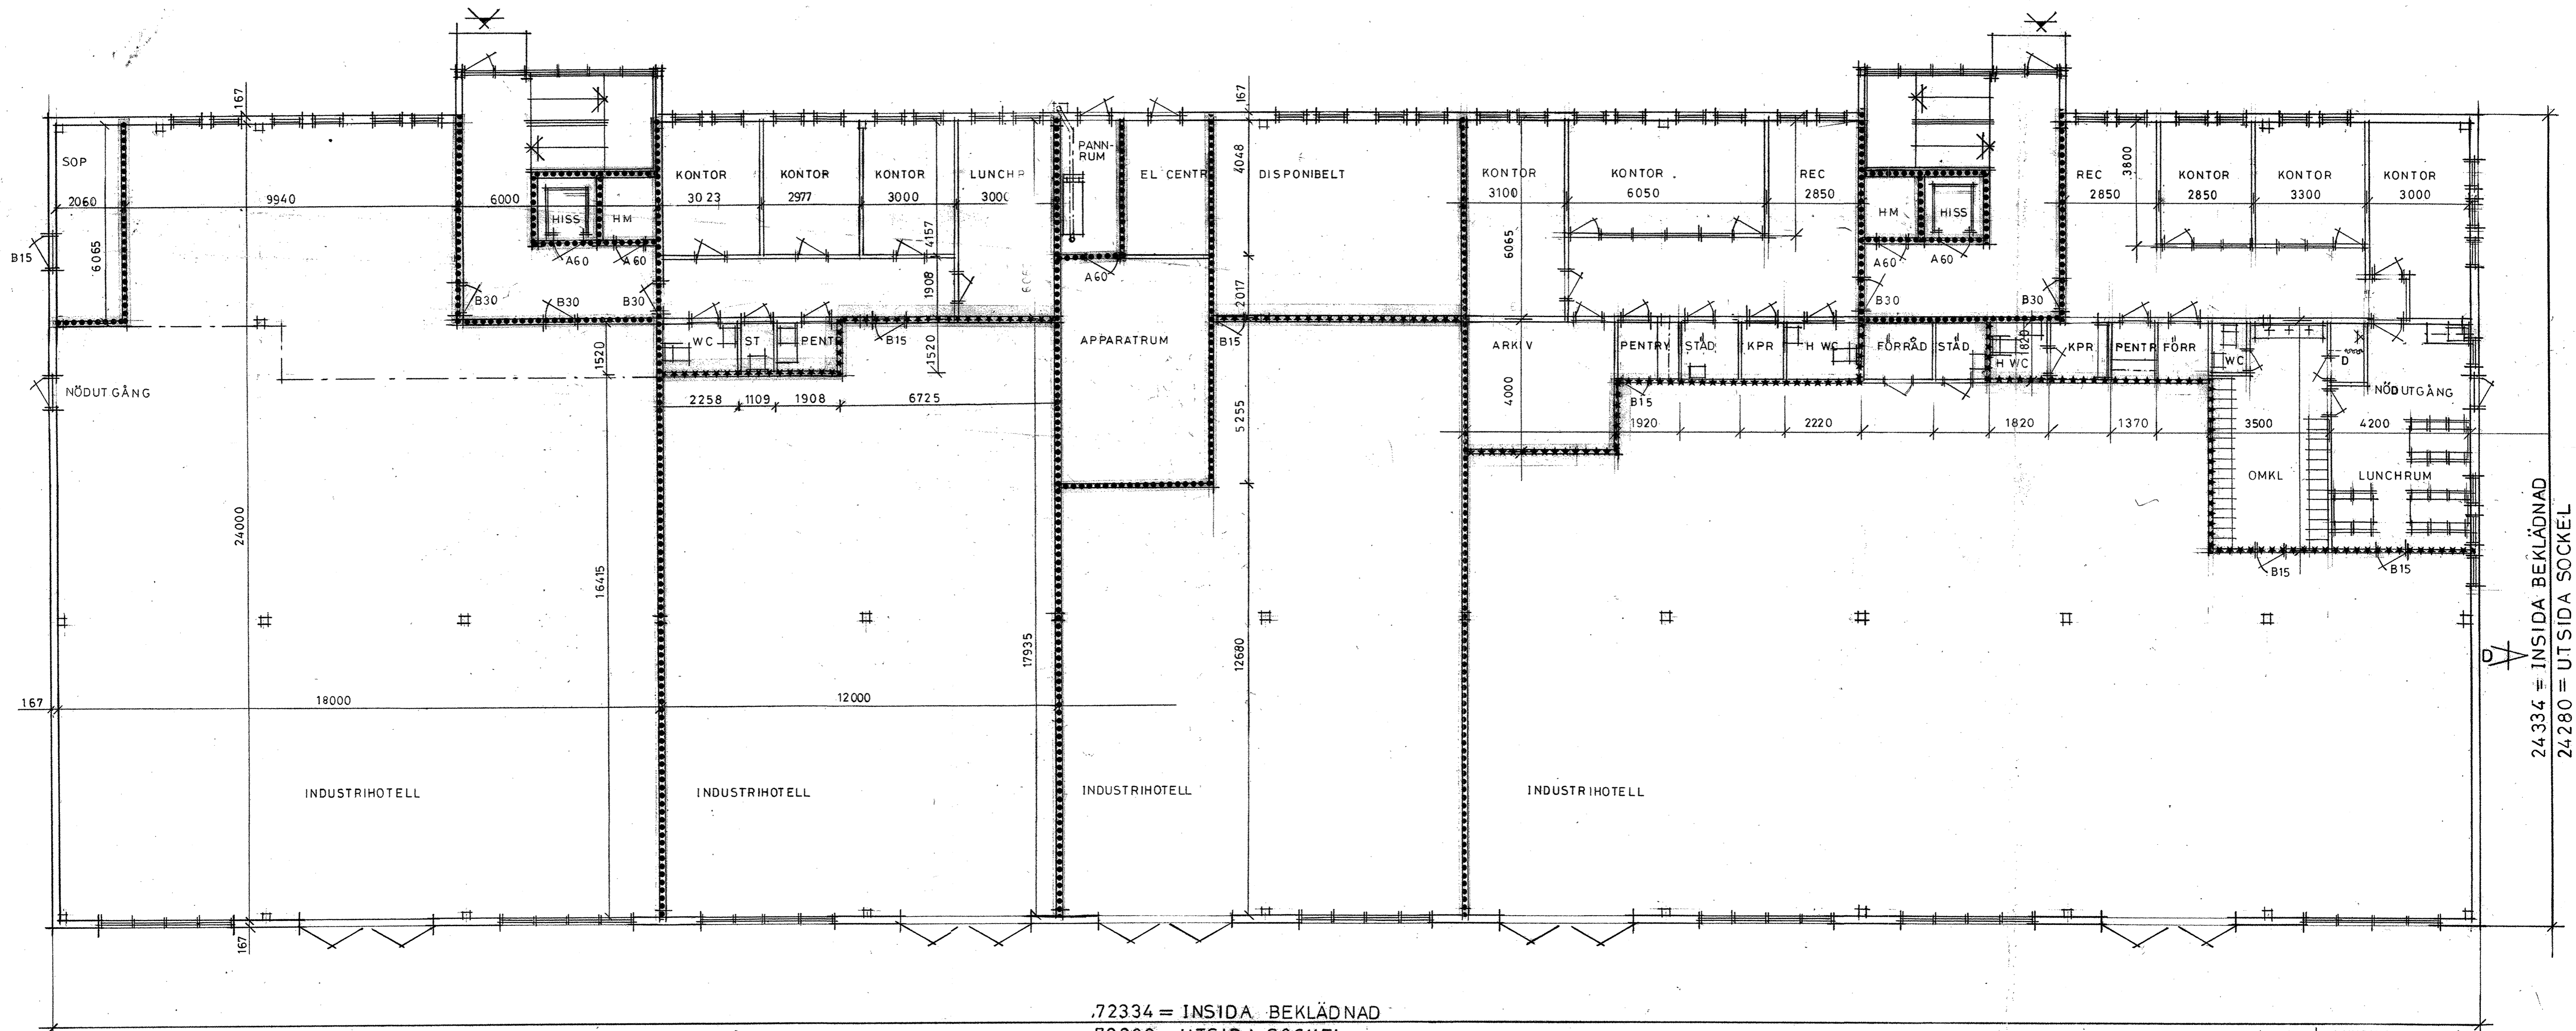 167
167
SOP
2060
9940
6000
HISS
HM
KONTOR
3023
KONTOR
2977
KONTOR
3000
LUNCHR
PANN-
RUM
EL CENTR
4048
DISPONIBELT
KONTOR
3100
KONTOR
6050
REC
2850
HM
HISS
REC
2850
3800
KONTOR
2850
KONTOR
3300
KONTOR
3000
B15
6065
A60
A60
4157
1908
A60
2017
6065
A60
A60
B30
B30
B30
B30
B30
WC
ST
PENT
B15
1520
1520
APPARATRUM
B15
ARKIV
4000
PENTRY
STÄD
KPR
H WC
FÖRRÅD
STÄD
H WC
1820
KPR
PENTR
FÖRR
WC
D
NÖDUTGÅNG
NÖDUTGÅNG
2258
1109
1908
6725
5255
B15
1920
2220
1820
1370
3500
4200
OMKL
LUNCHRUM
B15
B15
24000
16415
17935
12680
167
18000
12000
D
INDUSTRIHOTELL
INDUSTRIHOTELL
INDUSTRIHOTELL
INDUSTRIHOTELL
167
24334 = INSIDA BEKLÄDNAD
24280 = UTSIDA SOCKEL
72334 = INSIDA BEKLÄDNAD